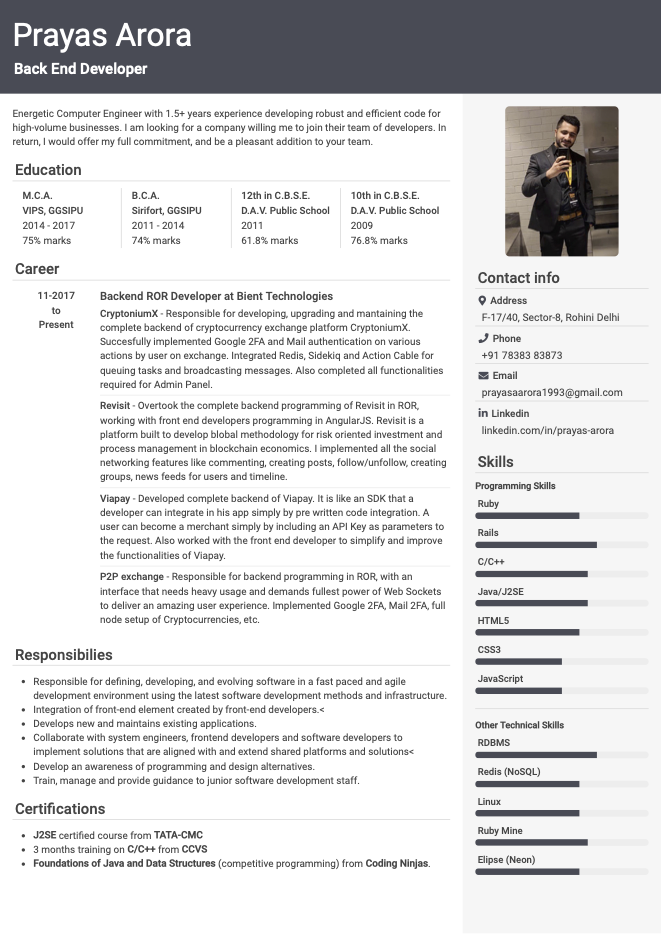 Prayas Arora
Back End Developer
Energetic Computer Engineer with 1.5+ years experience developing robust and efficient code for
high-volume businesses. I am looking for a company willing me to join their team of developers. In
return, I would offer my full commitment, and be a pleasant addition to your team.
Education
M.C.A.
VIPS, GGSIPU
2014 - 2017
75% marks
B.C.A.
Sirifort, GGSIPU
2011 - 2014
74% marks
12th in C.B.S.E.
D.A.V. Public School
2011
61.8% marks
10th in C.B.S.E.
D.A.V. Public School
2009
76.8% marks
Career
11-2017
to
Present
Backend ROR Developer at Bient Technologies
CryptoniumX - Responsible for developing, upgrading and mantaining the
complete backend of cryptocurrency exchange platform CryptoniumX.
Succesfully implemented Google 2FA and Mail authentication on various
actions by user on exchange. Integrated Redis, Sidekiq and Action Cable for
queuing tasks and broadcasting messages. Also completed all functionalities
required for Admin Panel.
Revisit - Overtook the complete backend programming of Revisit in ROR,
working with front end developers programming in AngularJS. Revisit is a
platform built to develop blobal methodology for risk oriented investment and
process management in blockchain economics. I implemented all the social
networking features like commenting, creating posts, follow/unfollow, creating
groups, news feeds for users and timeline.
Viapay - Developed complete backend of Viapay. It is like an SDK that a
developer can integrate in his app simply by pre written code integration. A
user can become a merchant simply by including an API Key as parameters to
the request. Also worked with the front end developer to simplify and improve
the functionalities of Viapay.
P2P exchange - Responsible for backend programming in ROR, with an
interface that needs heavy usage and demands fullest power of Web Sockets
to deliver an amazing user experience. Implemented Google 2FA, Mail 2FA, full
node setup of Cryptocurrencies, etc.
Responsibilies
• Responsible for defining, developing, and evolving software in a fast paced and agile
development environment using the latest software development methods and infrastructure.
• Integration of front-end element created by front-end developers.<
• Develops new and maintains existing applications.
• Collaborate with system engineers, frontend developers and software developers to
implement solutions that are aligned with and extend shared platforms and solutions<
• Develop an awareness of programming and design alternatives.
• Train, manage and provide guidance to junior software development staff.
Certifications
• J2SE certified course from TATA-CMC
• 3 months training on C/C++ from CCVS
• Foundations of Java and Data Structures (competitive programming) from Coding Ninjas.
Contact info
Address
F-17/40, Sector-8, Rohini Delhi
Phone
+91 78383 83873
Email
prayasaarora1993@gmail.com
Linkedin
linkedin.com/in/prayas-arora
Skills
Programming Skills
Ruby
Rails
C/C++
Java/J2SE
HTML5
CSS3
JavaScript
Other Technical Skills
RDBMS
Redis (NoSQL)
Linux
Ruby Mine
Elipse (Neon)